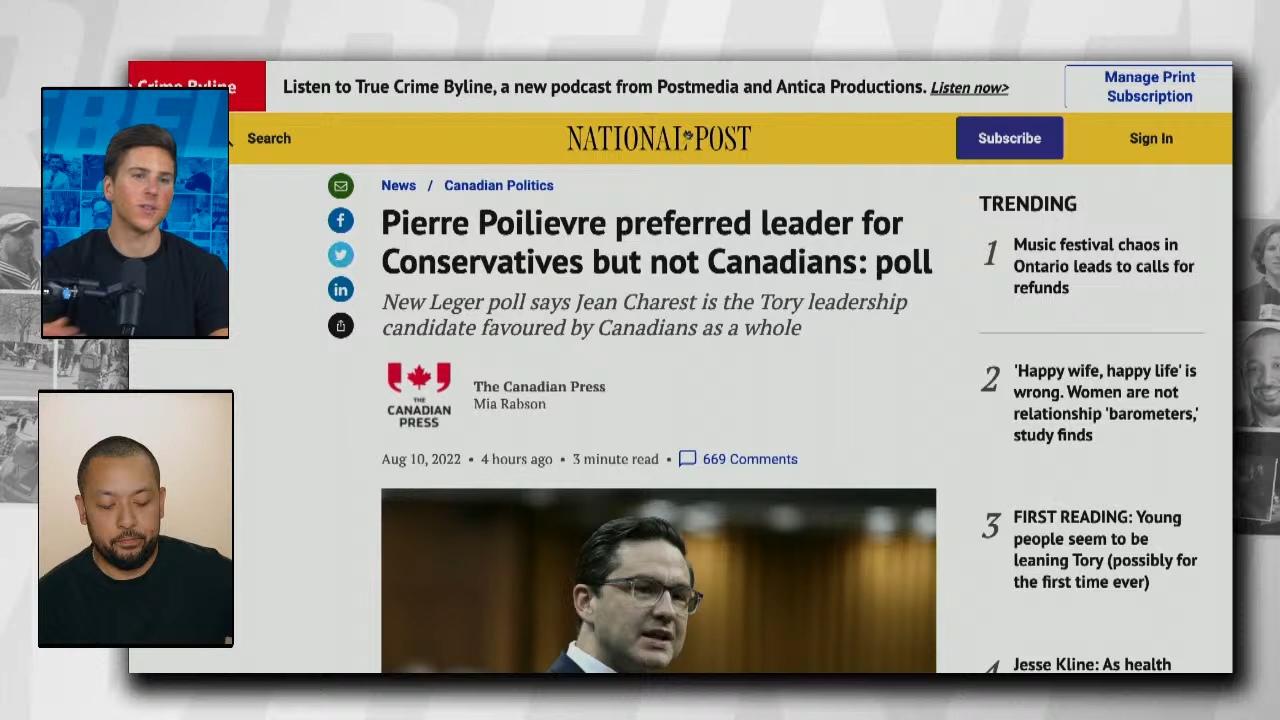 Crime Byline
Listen to True Crime Byline, a new podcast from Postmedia and Antica Productions. Listen now>
Manage Print
Subscription
Search
NATIONAL POST
Subscribe
Sign In
News / Canadian Politics
Pierre Poilievre preferred leader for
Conservatives but not Canadians: poll
New Leger poll says Jean Charest is the Tory leadership
candidate favoured by Canadians as a whole
THE
CANADIAN
PRESS
The Canadian Press
Mia Rabson
Aug 10, 2022 • 4 hours ago • 3 minute read • 669 Comments
TRENDING
1
Music festival chaos in
Ontario leads to calls for
refunds
2
'Happy wife, happy life' is
wrong. Women are not
relationship 'barometers,'
study finds
3
FIRST READING: Young
people seem to be
leaning Tory (possibly for
the first time ever)
4
Jesse Kline: As health